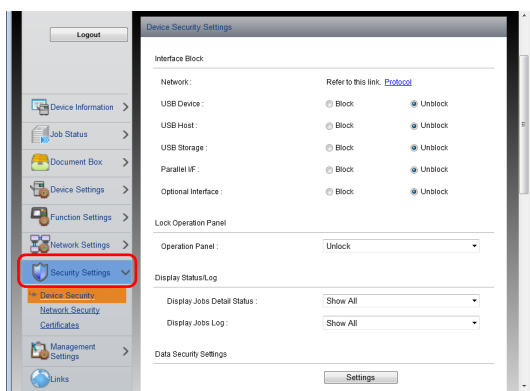 Logout
Device Information
Job Status
Document Box
Device Settings
Function Settings
Network Settings
Security Settings
Device Security
Network Security
Certificates
Management
Settings
Links
Device Security Settings
Interface Block
Network : Refer to this link. Protocol
USB Device : Block Unblock
USB Host : Block Unblock
USB Storage : Block Unblock
Parallel I/F : Block Unblock
Optional Interface : Block Unblock
Lock Operation Panel
Operation Panel : Unlock
Display Status/Log
Display Jobs Detail Status : Show All
Display Jobs Log : Show All
Data Security Settings
Settings